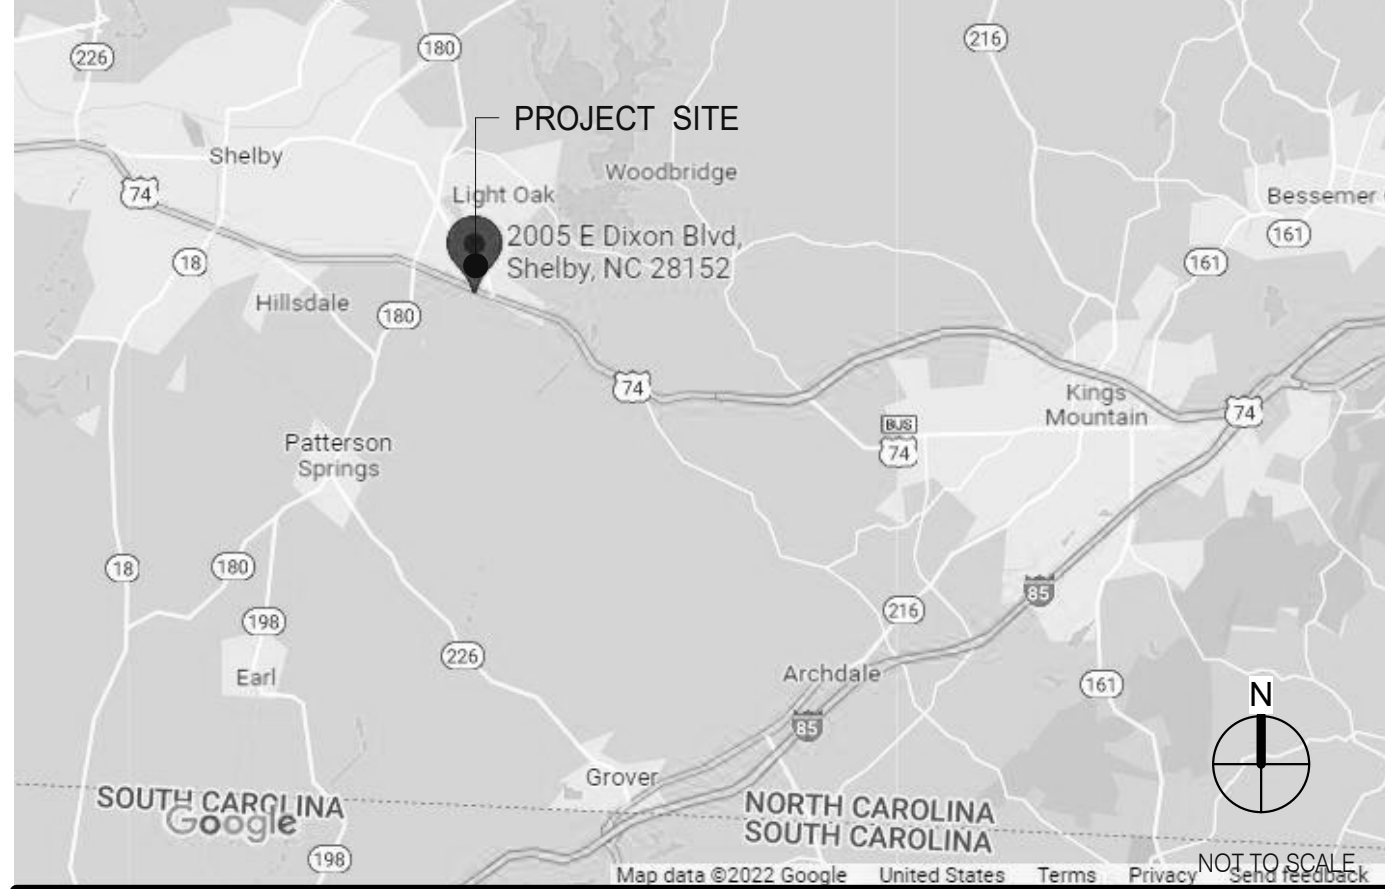 226
180
216
PROJECT SITE
Shelby
Woodbridge
74
Light Oak
Bessemer
161
2005 E Dixon Blvd,
Shelby, NC 28152
18
161
Hillsdale
180
74
Kings
Mountain
74
BUS
74
Patterson
Springs
18
180
85
216
198
226
Earl
Archdale
161
N
85
Grover
SOUTH CAROLINA
Google
NORTH CAROLINA
SOUTH CAROLINA
198
NOT TO SCALE
Map data ©2022 Google United States Terms Privacy Send feedback